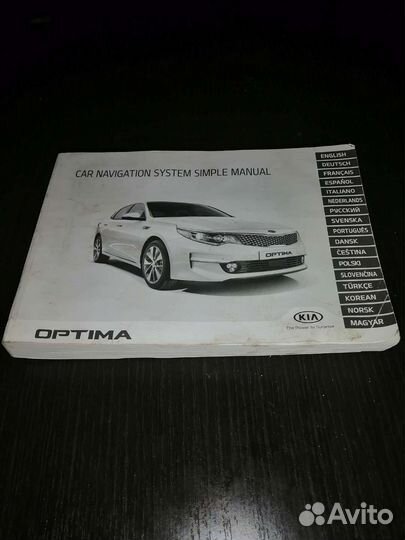 CAR NAVIGATION SYSTEM SIMPLE MANUAL
ENGLISH
DEUTSCH
FRANÇAIS
ESPAÑOL
ITALIANO
NEDERLANDS
РУССКИЙ
SVENSKA
PORTUGUÊS
DANSK
ČEŠTINA
POLSKI
SLOVENČINA
TÜRKÇE
KOREAN
NORSK
MAGYAR
OPTIMA
OPTIMA
KIA
The Power to Surprise
Avito